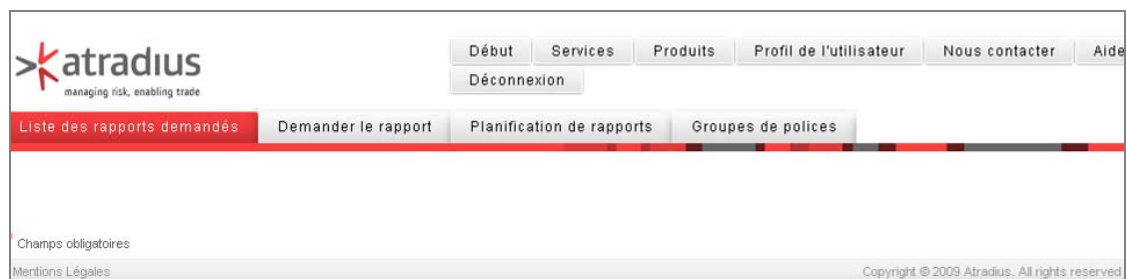 atradius
managing risk, enabling trade
Début Services Produits Profil de l'utilisateur Nous contacter Aide
Déconnexion
Liste des rapports demandés Demander le rapport Planification de rapports Groupes de polices
Champs obligatoires
Mentions Légales Copyright © 2009 Atradius. All rights reserved